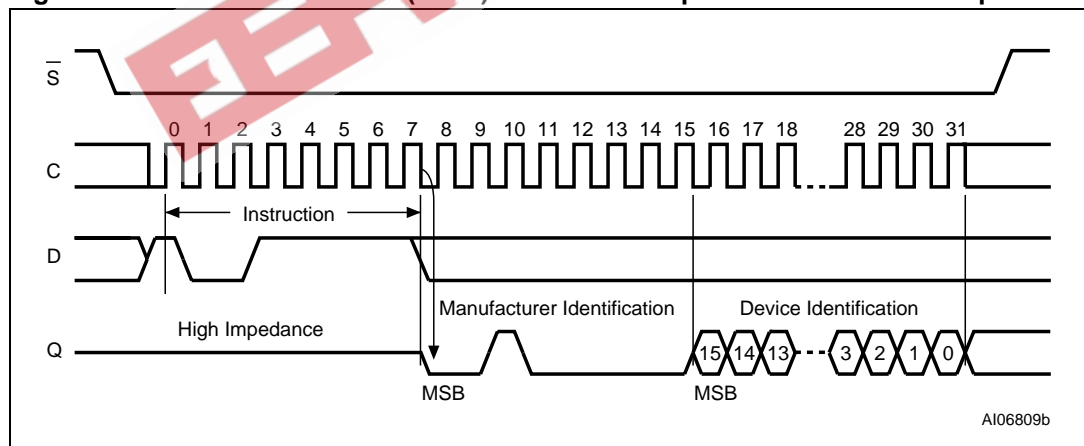 S
0 1 2 3 4 5 6 7 8 9 10 11 12 13 14 15 16 17 18 28 29 30 31
C
Instruction
D
Manufacturer Identification Device Identification
High Impedance
Q
15 14 13 3 2 1 0
MSB MSB
AI06809b